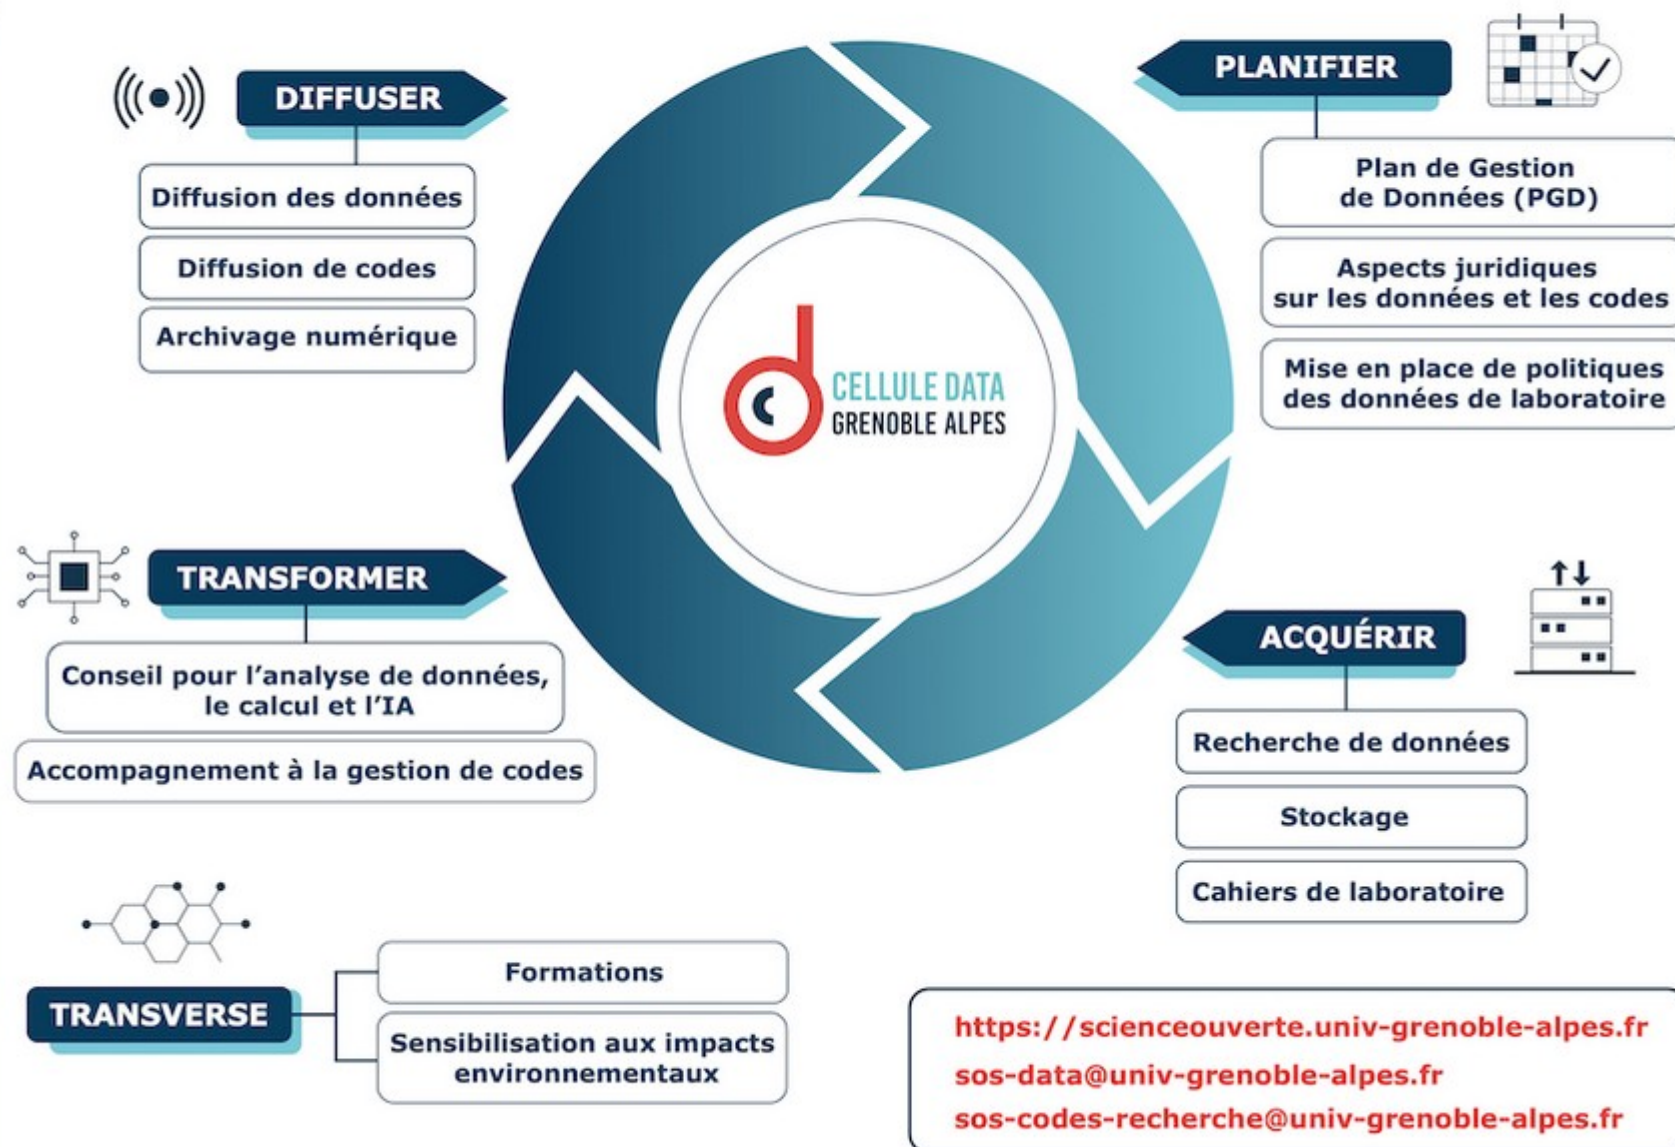 DIFFUSER
Diffusion des données
Diffusion de codes
Archivage numérique
PLANIFIER
Plan de Gestion
de Données (PGD)
Aspects juridiques
sur les données et les codes
Mise en place de politiques
des données de laboratoire
CELLULE DATA
GRENOBLE ALPES
TRANSFORMER
Conseil pour l’analyse de données,
le calcul et l’IA
Accompagnement à la gestion de codes
ACQUÉRIR
Recherche de données
Stockage
Cahiers de laboratoire
TRANSVERSE
Formations
Sensibilisation aux impacts
environnementaux
https://scienceouverte.univ-grenoble-alpes.fr
sos-data@univ-grenoble-alpes.fr
sos-codes-recherche@univ-grenoble-alpes.fr